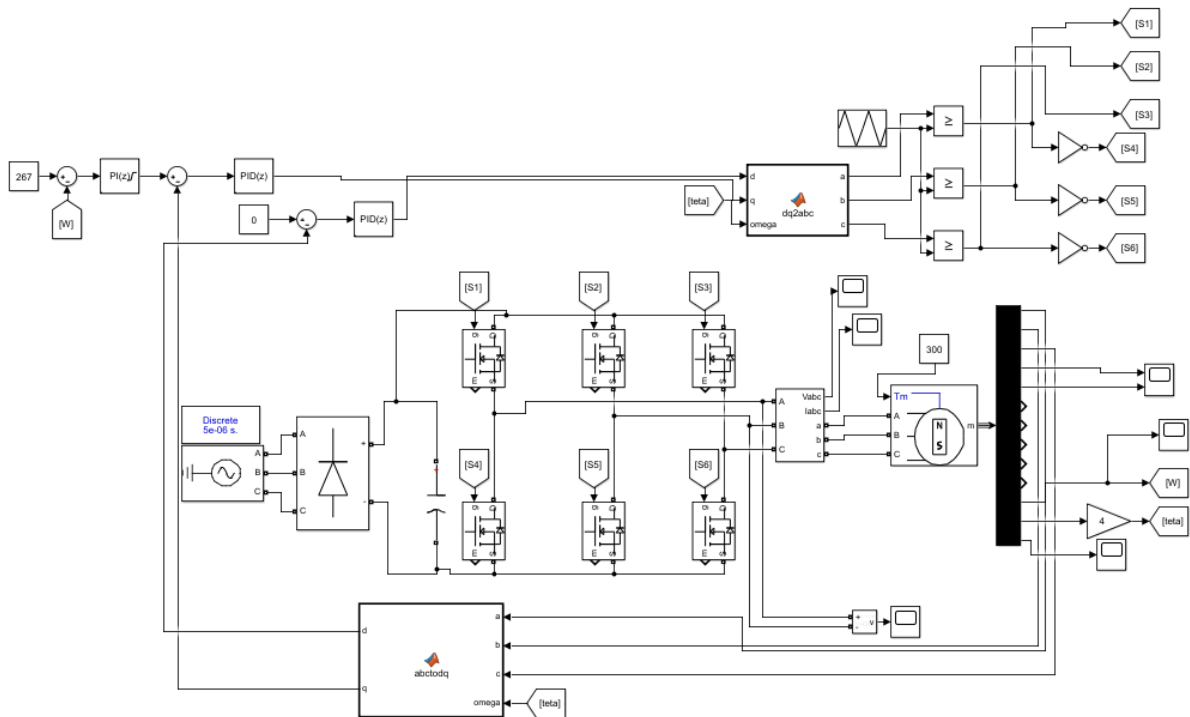 [S1]
[S2]
[S3]
[S4]
≥
267
+
-
PI(z)
+
-
PID(z)
[W]
0
+
-
PID(z)
[teta]
d
q
omega
dq2abc
a
b
c
≥
[S5]
≥
[S6]
[S1]
[S2]
[S3]
g
C
E
S
g
C
E
S
g
C
E
S
300
Discrete
5e-06 s.
A
B
C
A
B
C
+
-
+
A
B
C
Vabc
Iabc
a
b
c
Tm
A
B
C
N
S
m
[S4]
[S5]
[S6]
g
C
E
S
g
C
E
S
g
C
E
S
[W]
4
[teta]
+
-
v
d
q
abctodq
a
b
c
omega
[teta]